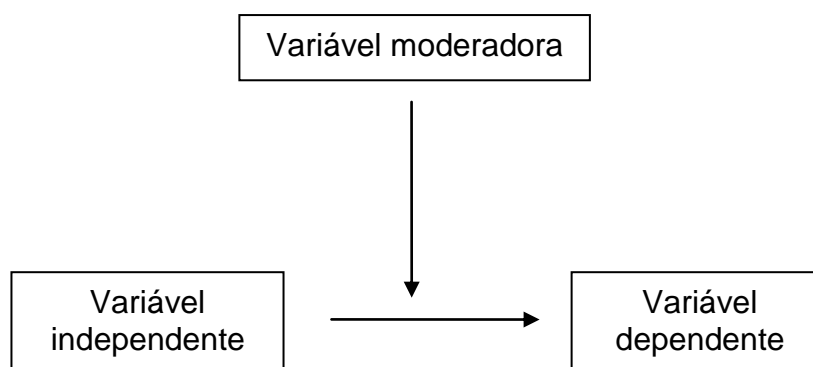 Variável moderadora
Variável
independente
Variável
dependente